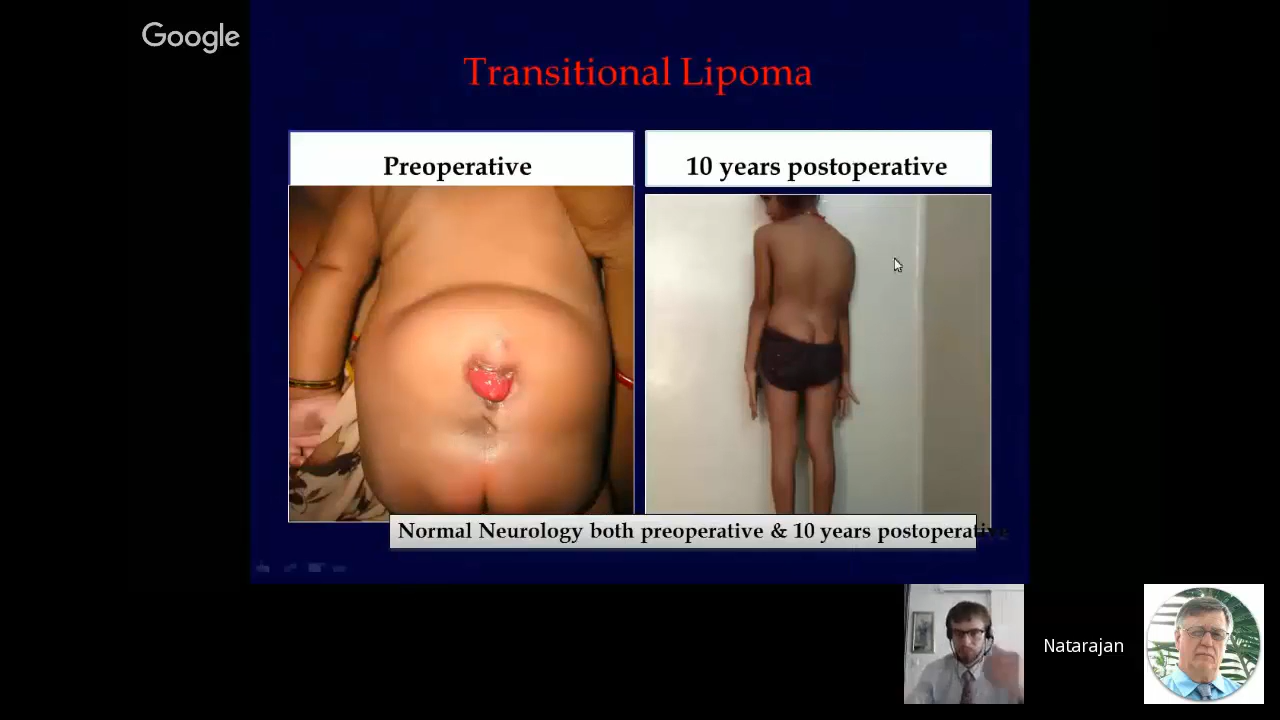 Google
Transitional Lipoma
Preoperative
10 years postoperative
Normal Neurology both preoperative & 10 years postoperative
Natarajan